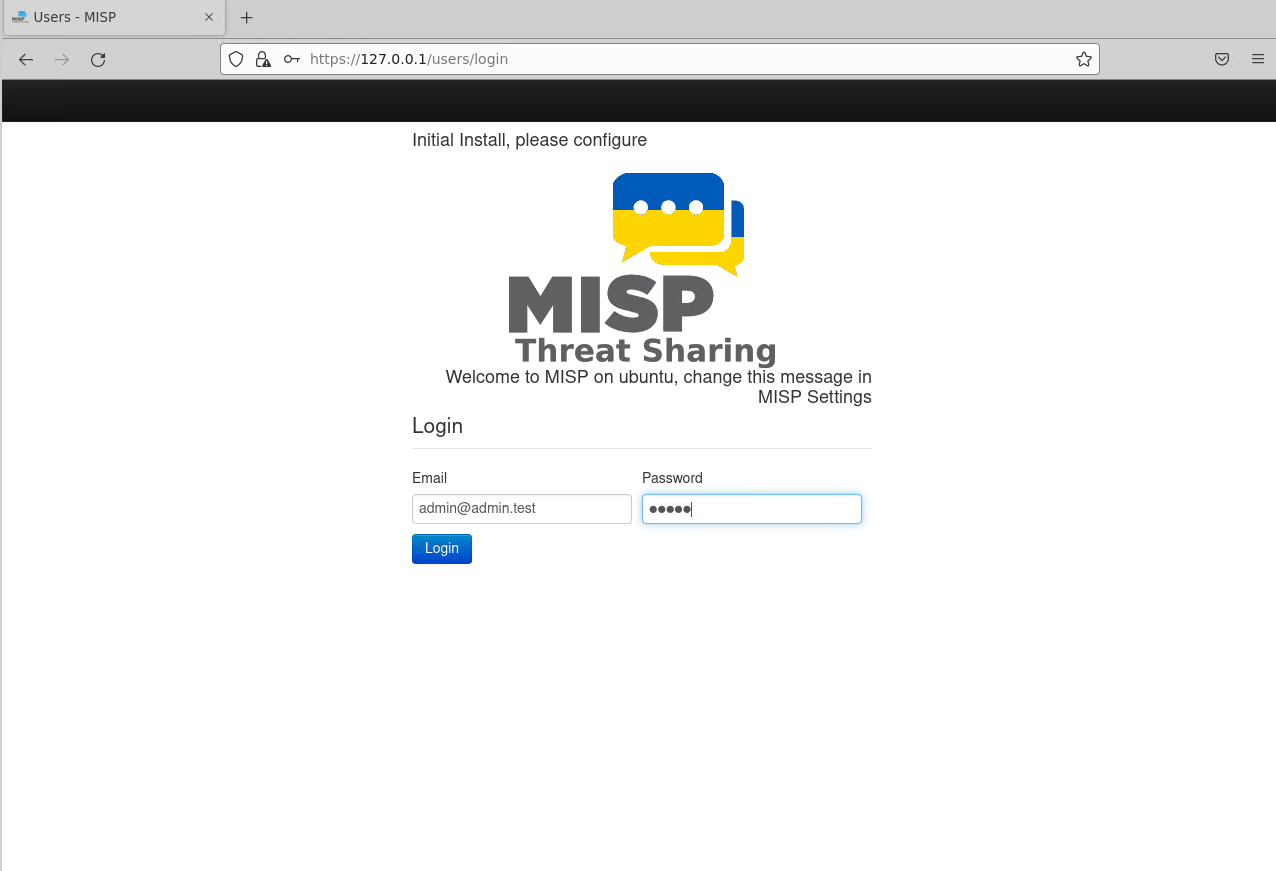 Users - MISP
https://127.0.0.1/users/login
Initial Install, please configure
MISP
Threat Sharing
Welcome to MISP on ubuntu, change this message in
MISP Settings
Login
Email Password
admin@admin.test •••••
Login